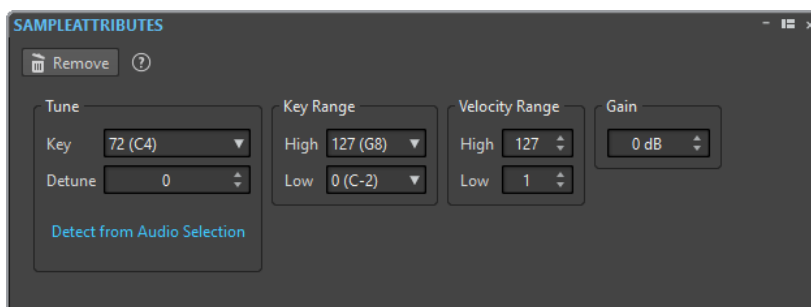 SAMPLEATTRIBUTES
Remove ?
Tune
Key 72 (C4)
Detune 0
Detect from Audio Selection
Key Range
High 127 (G8)
Low 0 (C-2)
Velocity Range
High 127
Low 1
Gain
0 dB